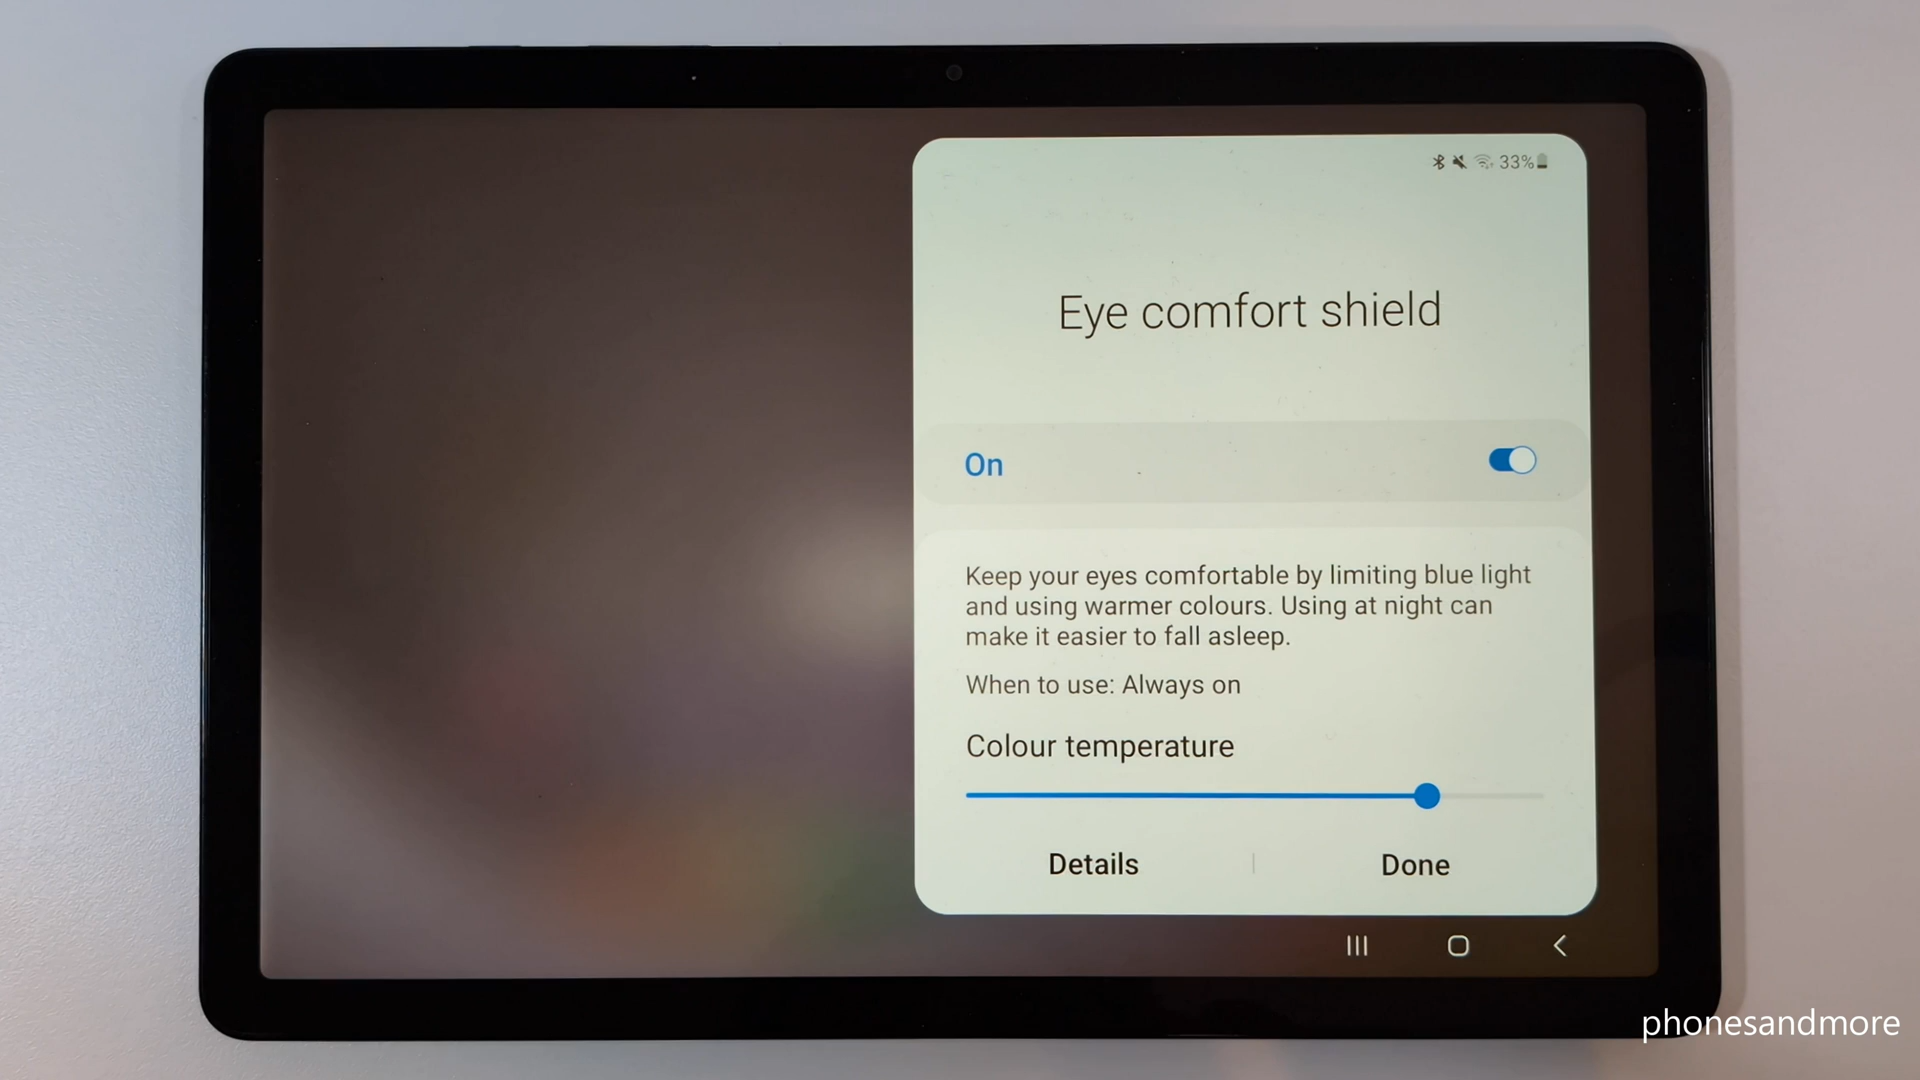 33%
Eye comfort shield
On
Keep your eyes comfortable by limiting blue light
and using warmer colours. Using at night can
make it easier to fall asleep.
When to use: Always on
Colour temperature
Details
Done
phonesandmore